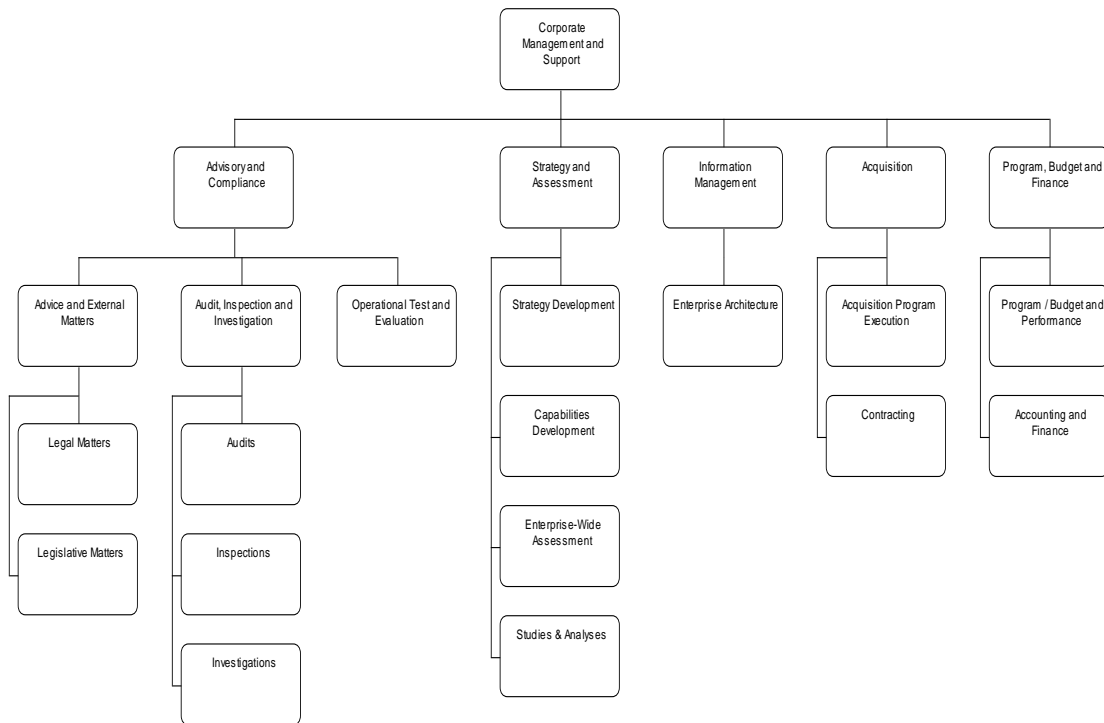 Corporate
Management and
Support
Advisory and
Compliance
Strategy and
Assessment
Information
Management
Acquisition
Program, Budget and
Finance
Advice and External
Matters
Audit, Inspection and
Investigation
Operational Test and
Evaluation
Strategy Development
Enterprise Architecture
Acquisition Program
Execution
Program / Budget and
Performance
Legal Matters
Audits
Capabilities
Development
Contracting
Accounting and
Finance
Legislative Matters
Inspections
Enterprise-Wide
Assessment
Investigations
Studies & Analyses